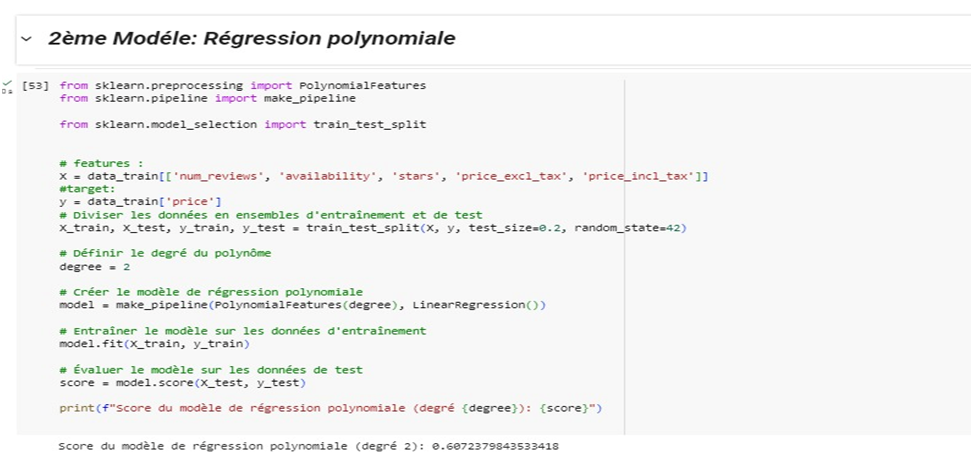 2ème Modéle: Régression polynomiale
[53] from sklearn.preprocessing import PolynomialFeatures
from sklearn.pipeline import make_pipeline
from sklearn.model_selection import train_test_split
# features :
X = data_train[['num_reviews', 'availability', 'stars', 'price_excl_tax', 'price_incl_tax']]
#target:
y = data_train['price']
# Diviser les données en ensembles d'entraînement et de test
X_train, X_test, y_train, y_test = train_test_split(X, y, test_size=0.2, random_state=42)
# Définir le degré du polynôme
degree = 2
# Créer le modèle de régression polynomiale
model = make_pipeline(PolynomialFeatures(degree), LinearRegression())
# Entraîner le modèle sur les données d'entraînement
model.fit(X_train, y_train)
# Évaluer le modèle sur les données de test
score = model.score(X_test, y_test)
print(f"Score du modèle de régression polynomiale (degré {degree}): {score}")
Score du modèle de régression polynomiale (degré 2): 0.6072379843533418